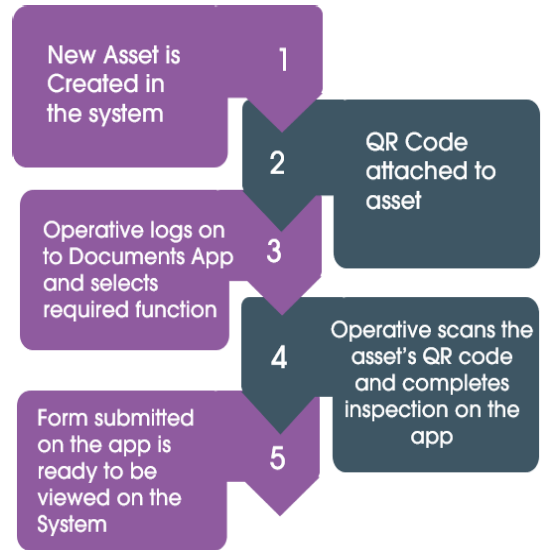 New Asset is
Created in
the system
1
2
QR Code
attached to
asset
Operative logs on
to Documents App
and selects
required function
3
4
Operative scans the
asset's QR code
and completes
inspection on the
app
Form submitted
on the app is
ready to be
viewed on the
System
5